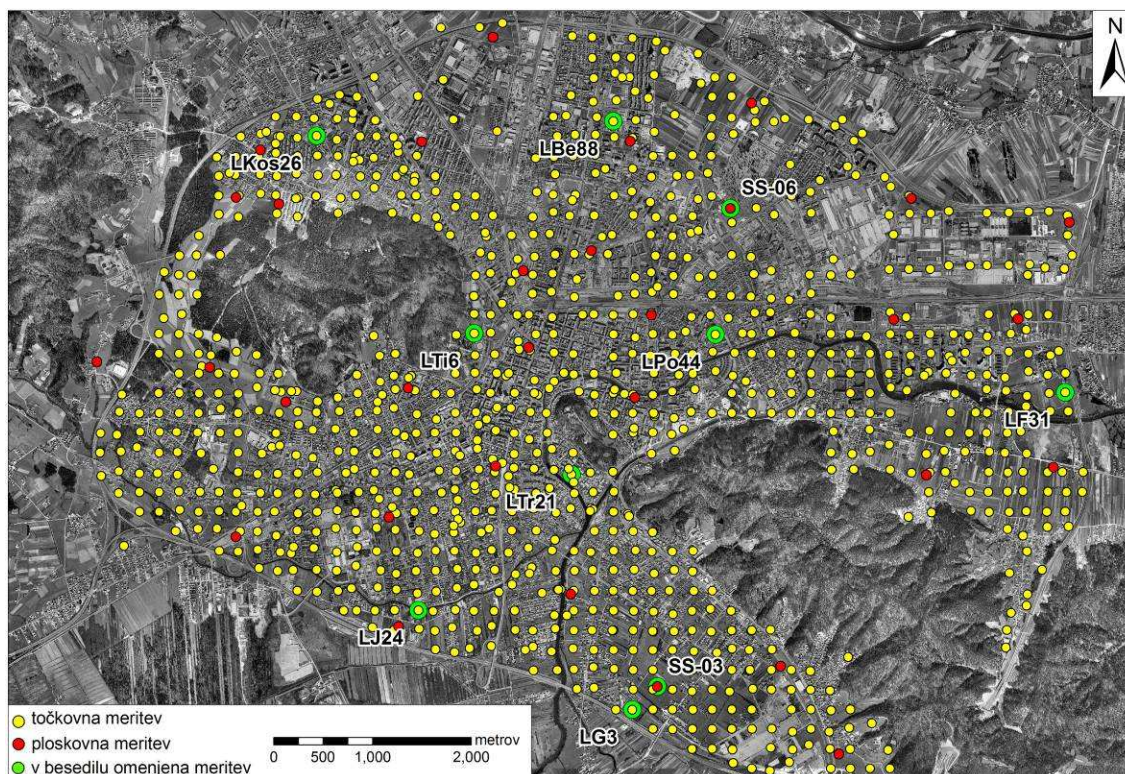 N
LBe88
LKos26
SS-06
LTi6
LPo44
LF31
LTr21
LJ24
SS-03
LG3
točkovna meritev
ploskovna meritev
v besedilu omenjena meritev
0 500 1,000 2,000 metrov